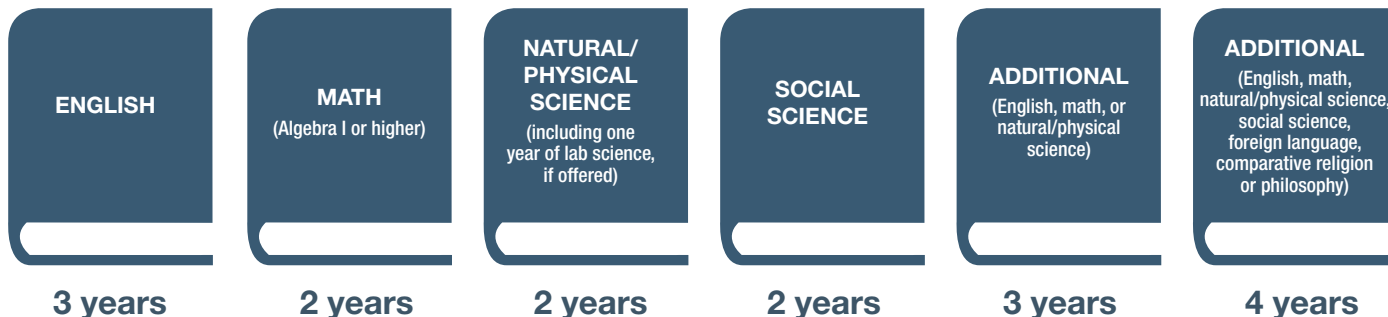 ENGLISH
3 years
MATH
(Algebra I or higher)
2 years
NATURAL/
PHYSICAL
SCIENCE
(including one
year of lab science,
if offered)
2 years
SOCIAL
SCIENCE
2 years
ADDITIONAL
(English, math, or
natural/physical
science)
3 years
ADDITIONAL
(English, math,
natural/physical science,
social science,
foreign language,
comparative religion
or philosophy)
4 years